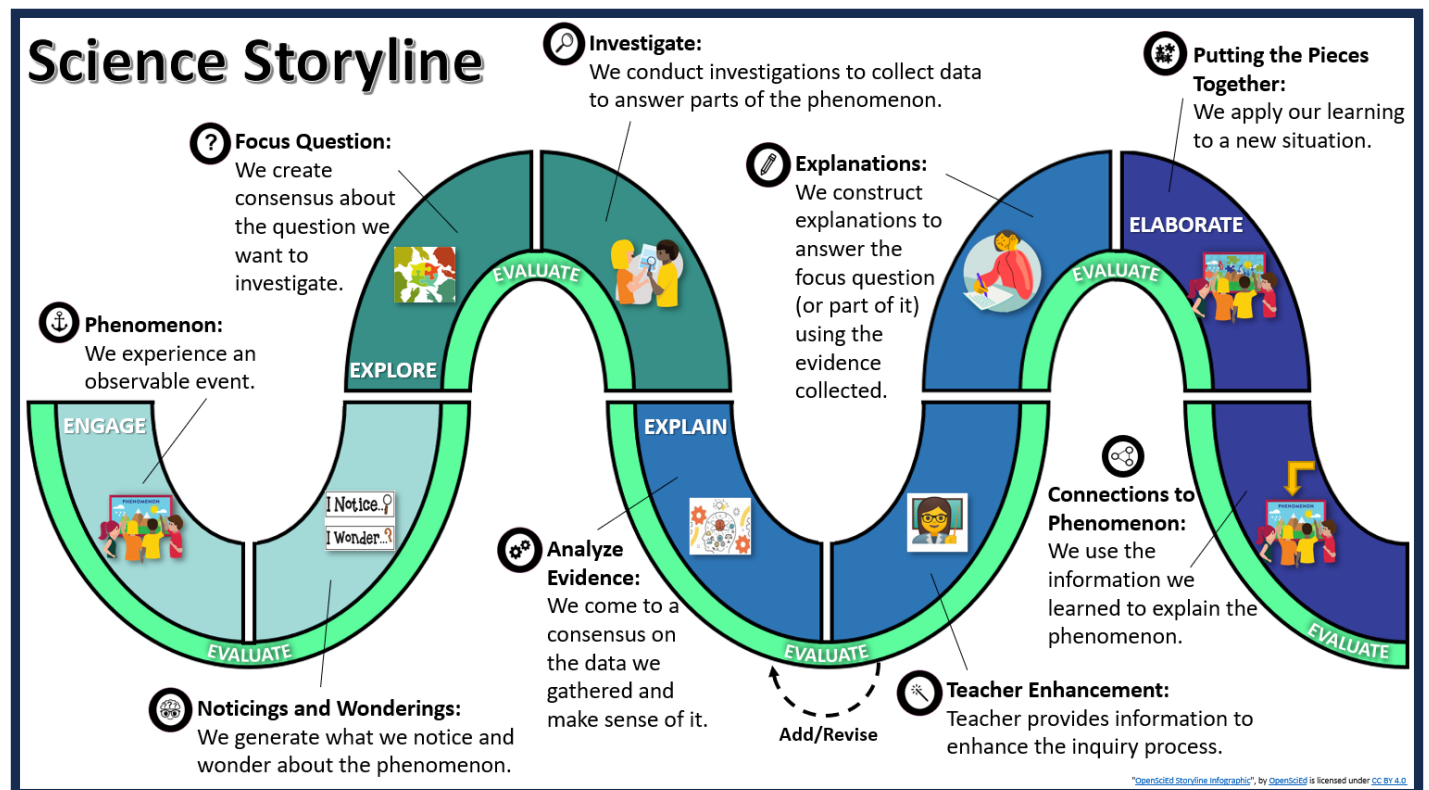 Science Storyline
Phenomenon:
We experience an
observable event.
ENGAGE
PHENOMENON
I Notice..
I Wonder...?
EVALUATE
Noticings and Wonderings:
We generate what we notice and
wonder about the phenomenon.
?
Focus Question:
We create
consensus about
the question we
want to
investigate.
EXPLORE
EVALUATE
Investigate:
We conduct investigations to collect data
to answer parts of the phenomenon.
EXPLAIN
Analyze
Evidence:
We come to a
consensus on
the data we
gathered and
make sense of it.
EVALUATE
Add/Revise
Teacher Enhancement:
Teacher provides information to
enhance the inquiry process.
Explanations:
We construct
explanations to
answer the
focus question
(or part of it)
using the
evidence
collected.
EVALUATE
Putting the Pieces
Together:
We apply our learning
to a new situation.
ELABORATE
Connections to
Phenomenon:
We use the
information we
learned to explain the
phenomenon.
PHENOMENON
EVALUATE
"OpenSciEd Storyline Infographic", by OpenSciEd is licensed under CC BY 4.0